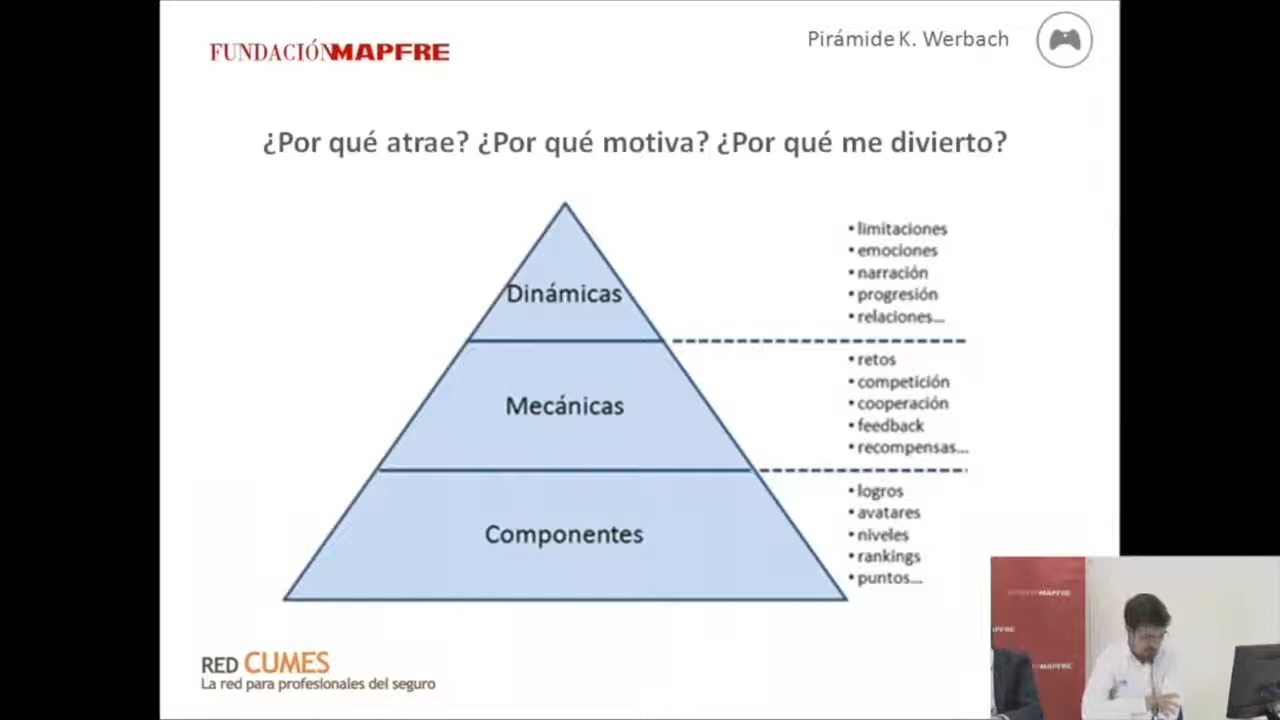 FUNDACIÓNMAPFRE
Pirámide K. Werbach
¿Por qué atrae? ¿Por qué motiva? ¿Por qué me divierto?
Dinámicas
• limitaciones
• emociones
• narración
• progresión
• relaciones...
Mecánicas
• retos
• competición
• cooperación
• feedback
• recompensas...
Componentes
• logros
• avatares
• niveles
• rankings
• puntos...
RED CUMES
La red para profesionales del seguro
MAPFRE
MAPFRE